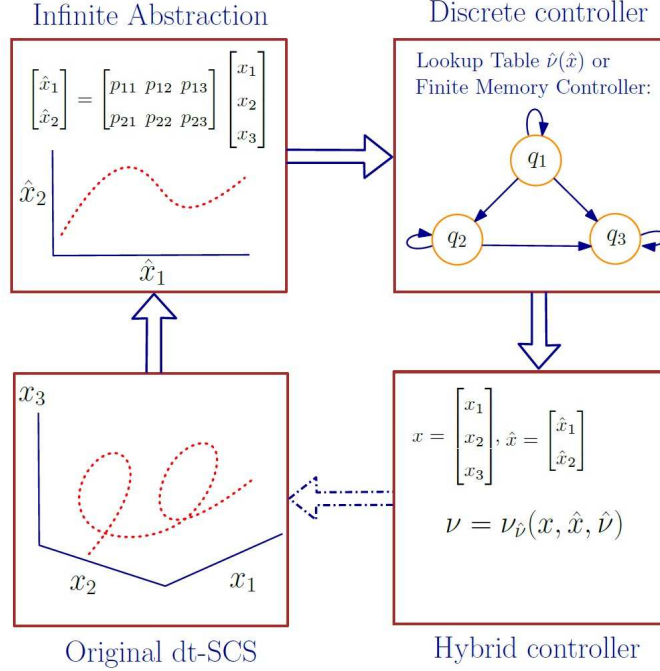 Infinite Abstraction
Discrete controller
[x̂₁ x̂₂] = [p₁₁ p₁₂ p₁₃ p₂₁ p₂₂ p₂₃] [x₁ x₂ x₃]
x̂₂
x̂₁
Lookup Table ν̂(x̂) or
Finite Memory Controller:
q₁
q₂
q₃
x₃
x₂
x₁
x = [x₁ x₂ x₃], x̂ = [x̂₁ x̂₂]
ν = ν_ν̂(x, x̂, ν̂)
Original dt-SCS
Hybrid controller